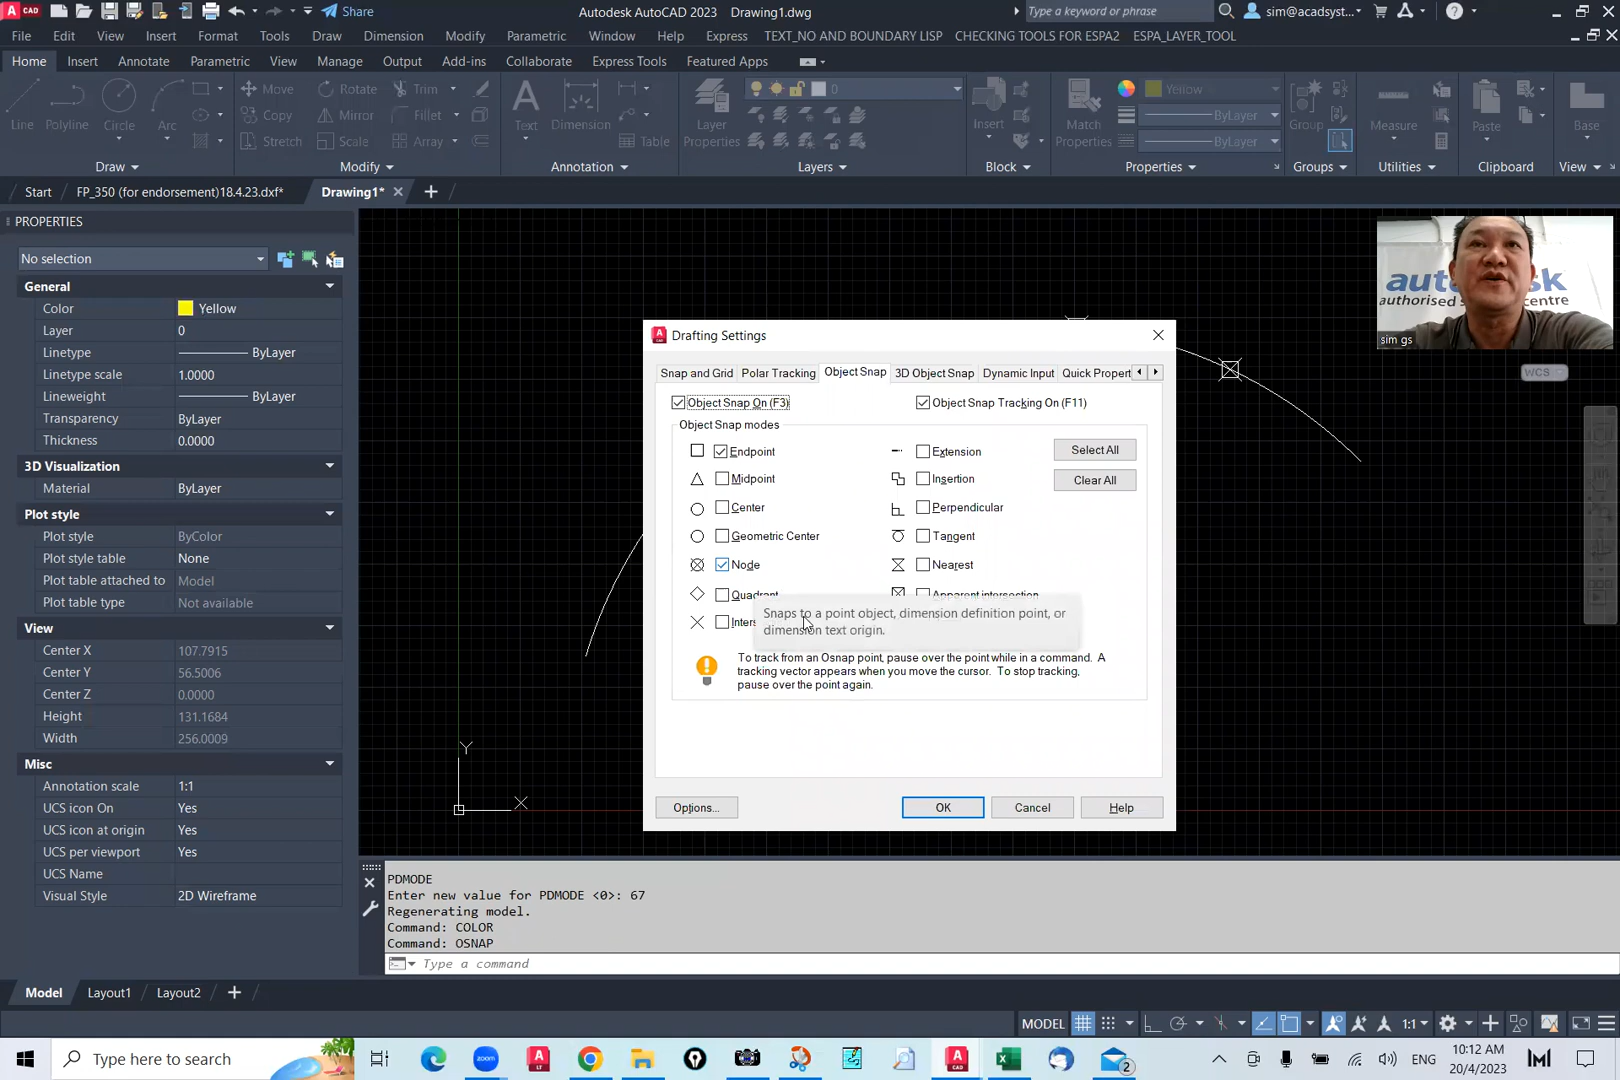 Share
Autodesk AutoCAD 2023 Drawing1.dwg
Type a keyword or phrase
sim@acadsyst...
File Edit View Insert Format Tools Draw Dimension Modify Parametric Window Help Express TEXT_NO AND BOUNDARY LISP CHECKING TOOLS FOR ESPA2 ESPA_LAYER_TOOL
Home Insert Annotate Parametric View Manage Output Add-ins Collaborate Express Tools Featured Apps
Line Polyline Circle Arc
Move Rotate Trim
Copy Mirror Fillet
Stretch Scale Array
Text Dimension Table
Layer Properties
0
Insert
Match Properties
Yellow
ByLayer
ByLayer
Group Measure Paste Base
Draw Modify Annotation Layers Block Properties Groups Utilities Clipboard View
Start FP_350 (for endorsement)18.4.23.dxf* Drawing1*
PROPERTIES
No selection
General
Color Yellow
Layer 0
Linetype ByLayer
Linetype scale 1.0000
Lineweight ByLayer
Transparency ByLayer
Thickness 0.0000
3D Visualization
Material ByLayer
Plot style
Plot style ByColor
Plot style table None
Plot table attached to Model
Plot table type Not available
View
Center X 107.7915
Center Y 56.5006
Center Z 0.0000
Height 131.1684
Width 256.0009
Misc
Annotation scale 1:1
UCS icon On Yes
UCS icon at origin Yes
UCS per viewport Yes
UCS Name
Visual Style 2D Wireframe
Y
X
WCS
sim gs
Drafting Settings
Snap and Grid Polar Tracking Object Snap 3D Object Snap Dynamic Input Quick Propert
Object Snap On (F3) Object Snap Tracking On (F11)
Object Snap modes
Endpoint Extension Select All
Midpoint Insertion Clear All
Center Perpendicular
Geometric Center Tangent
Node Nearest
Quadrant Apparent intersection
Inters
Snaps to a point object, dimension definition point, or
dimension text origin.
To track from an Osnap point, pause over the point while in a command. A
tracking vector appears when you move the cursor. To stop tracking,
pause over the point again.
Options... OK Cancel Help
PDMODE
Enter new value for PDMODE <0>: 67
Regenerating model.
Command: COLOR
Command: OSNAP
Type a command
Model Layout1 Layout2
MODEL 1:1
Type here to search
ENG
10:12 AM
20/4/2023
2